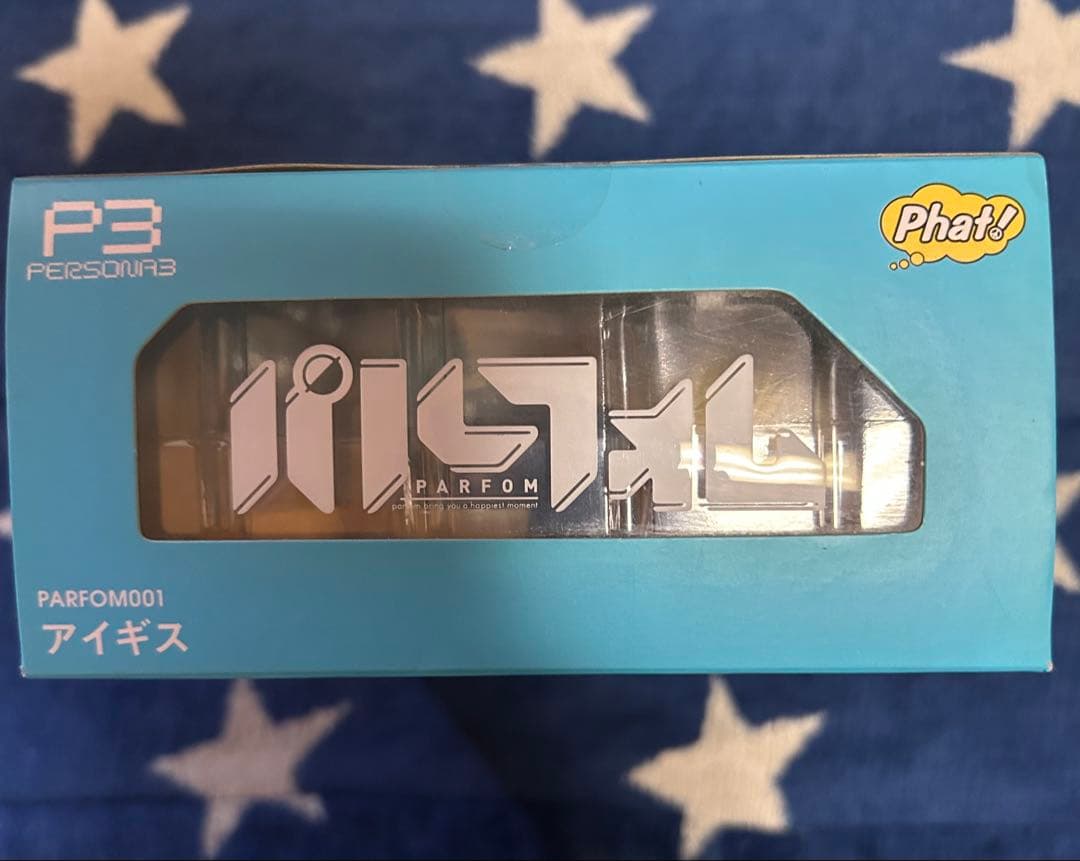 P3
PERSONA3
Phat!
パルフォム
PARFOM
parfom bring you a happiest moment
PARFOM001
アイギス